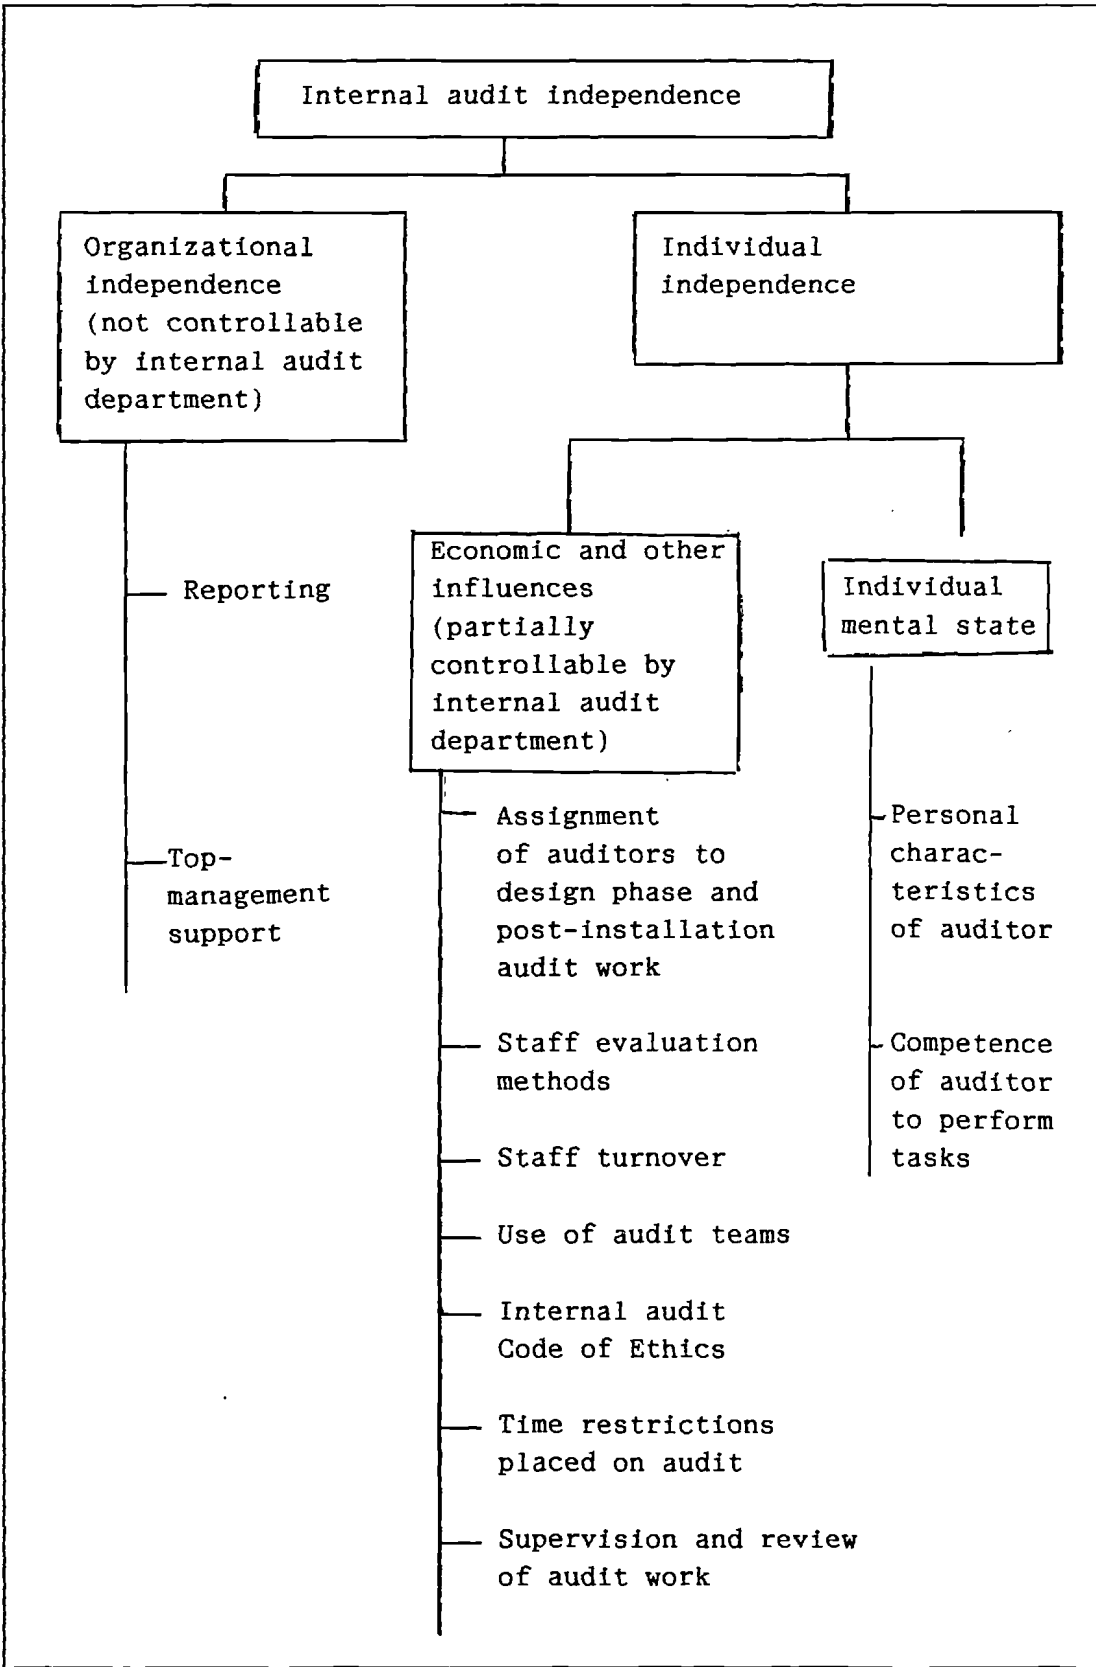 Internal audit independence
Organizational
independence
(not controllable
by internal audit
department)
Reporting
Top-
management
support
Individual
independence
Economic and other
influences
(partially
controllable by
internal audit
department)
Assignment
of auditors to
design phase and
post-installation
audit work
Staff evaluation
methods
Staff turnover
Use of audit teams
Internal audit
Code of Ethics
Time restrictions
placed on audit
Supervision and review
of audit work
Individual
mental state
Personal
charac-
teristics
of auditor
Competence
of auditor
to perform
tasks